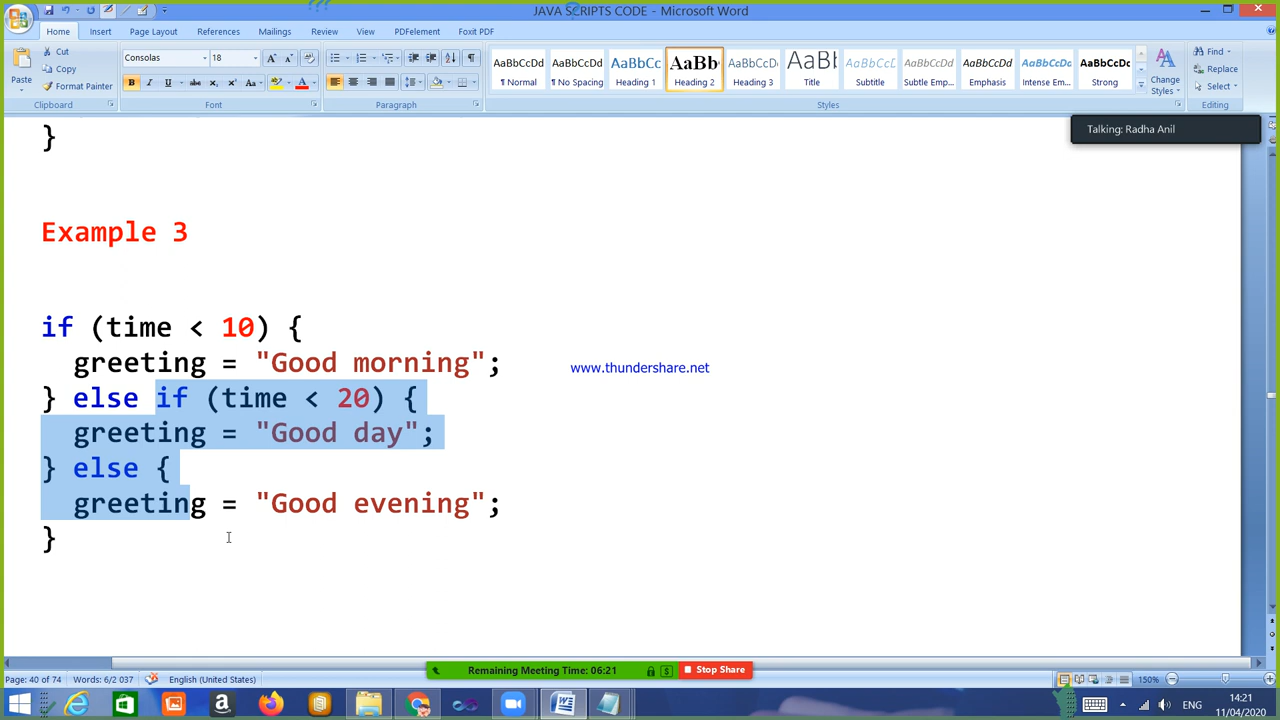 JAVA SCRIPTS CODE - Microsoft Word
Home Insert Page Layout References Mailings Review View PDFelement Foxit PDF
Paste
Cut
Copy
Format Painter
Clipboard
Consolas 18
B I U abc
Font
Paragraph
AaBbCcDd AaBbCcDd AaBbCc AaBb AaBbCcD AaB AaBbCcL AaBbCcDd AaBbCcDd AaBbCcDd AaBbCcDc
¶ Normal ¶ No Spacing Heading 1 Heading 2 Heading 3 Title Subtitle Subtle Emp... Emphasis Intense Em... Strong
Styles
Change Styles
Find
Replace
Select
Editing
Talking: Radha Anil
}
Example 3
if (time < 10) {
greeting = "Good morning";
www.thundershare.net
} else if (time < 20) {
greeting = "Good day";
} else {
greeting = "Good evening";
}
Remaining Meeting Time: 06:21 Stop Share
74 Words: 6/2 037 English (United States) 150%
ENG 14:21
11/04/2020